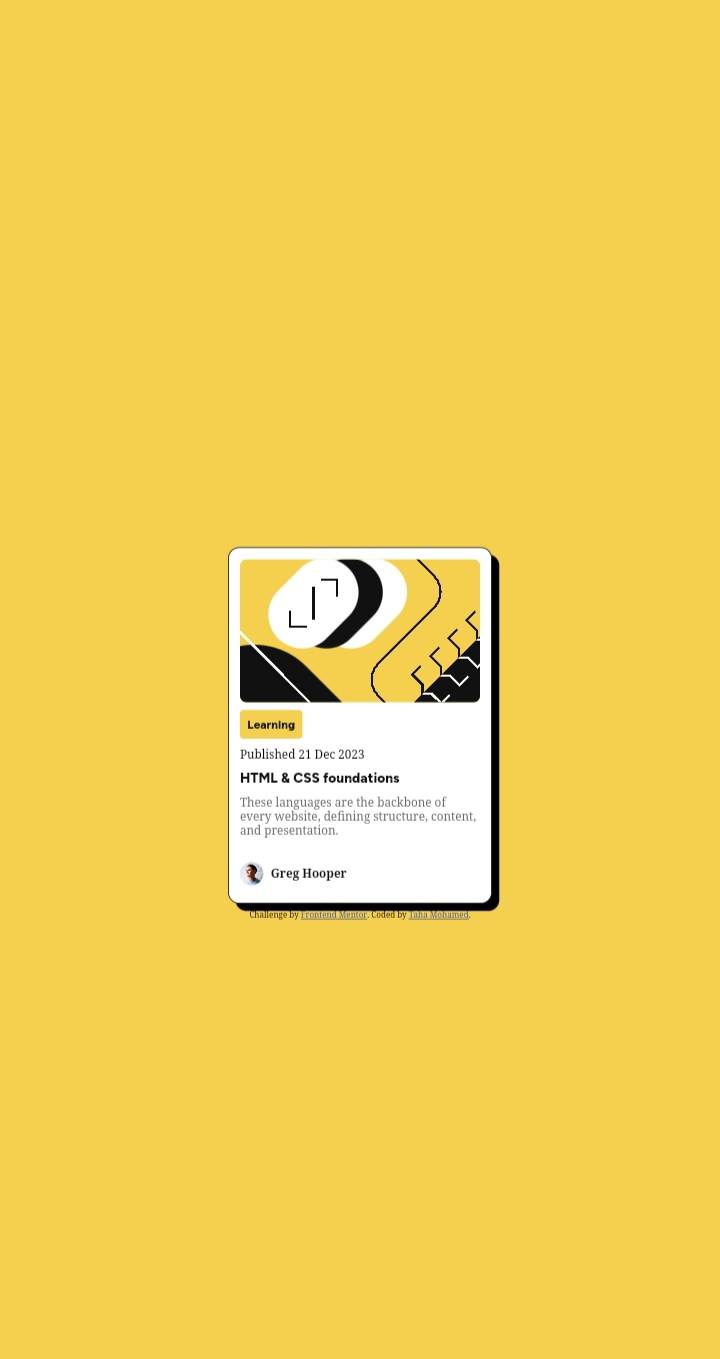 Learning
Published 21 Dec 2023
HTML & CSS foundations
These languages are the backbone of
every website, defining structure, content,
and presentation.
Greg Hooper
Challenge by Frontend Mentor. Coded by Taha Mohamed.